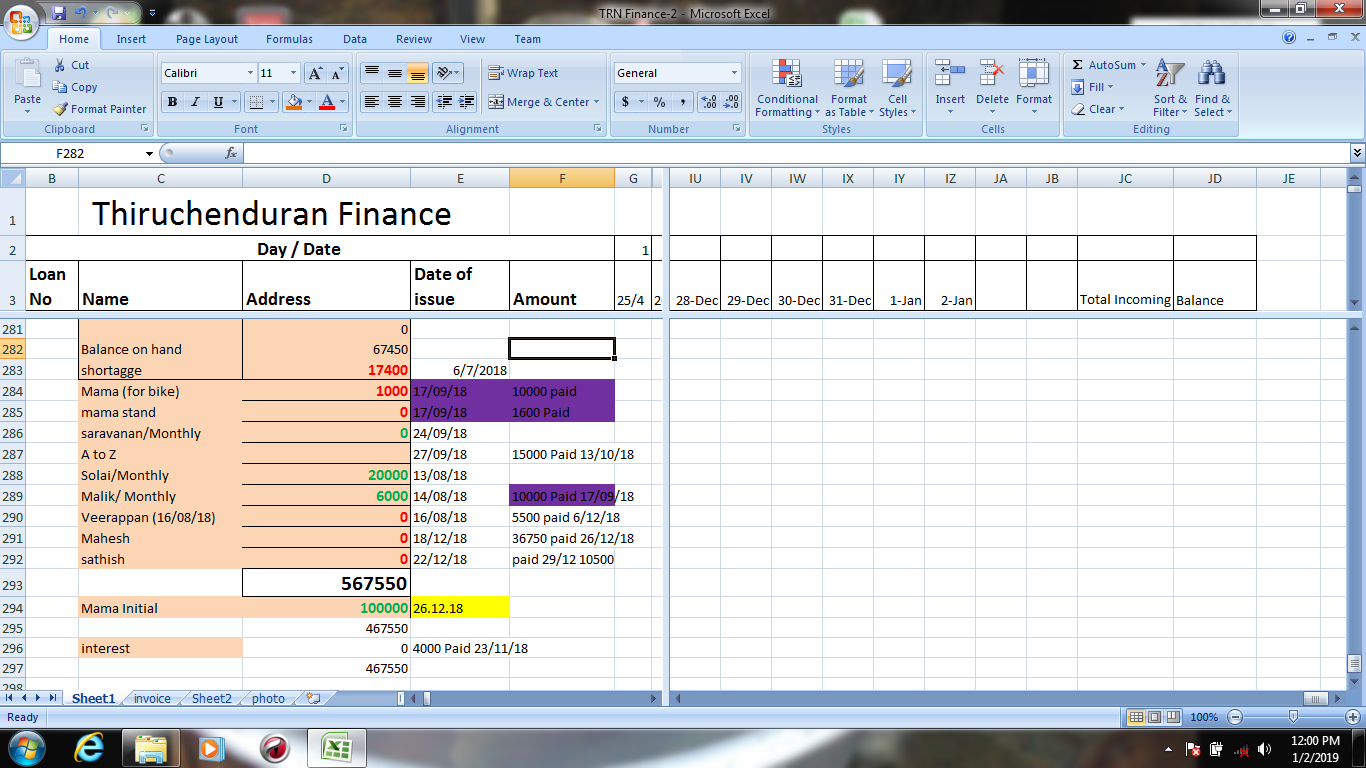 TRN Finance-2 - Microsoft Excel
Home Insert Page Layout Formulas Data Review View Team
Paste Cut Copy Format Painter Clipboard
Calibri 11 A A B I U A Font
Wrap Text Merge & Center Alignment
General $ % , Number
Conditional Formatting Format as Table Cell Styles Styles
Insert Delete Format Cells
Σ AutoSum Fill Clear Sort & Filter Find & Select Editing
F282 fx
B C D E F G IU IV IW IX IY IZ JA JB JC JD JE
1 Thiruchenduran Finance
2 Day / Date 1
3 Loan No Name Address Date of issue Amount 25/4 2 28-Dec 29-Dec 30-Dec 31-Dec 1-Jan 2-Jan Total Incoming Balance
281 0
282 Balance on hand 67450
283 shortagge 17400 6/7/2018
284 Mama (for bike) 1000 17/09/18 10000 paid
285 mama stand 0 17/09/18 1600 Paid
286 saravanan/Monthly 0 24/09/18
287 A to Z 27/09/18 15000 Paid 13/10/18
288 Solai/Monthly 20000 13/08/18
289 Malik/ Monthly 6000 14/08/18 10000 Paid 17/09/18
290 Veerappan (16/08/18) 0 16/08/18 5500 paid 6/12/18
291 Mahesh 0 18/12/18 36750 paid 26/12/18
292 sathish 0 22/12/18 paid 29/12 10500
293 567550
294 Mama Initial 100000 26.12.18
295 467550
296 interest 0 4000 Paid 23/11/18
297 467550
298
Sheet1 invoice Sheet2 photo
Ready 100%
12:00 PM
1/2/2019